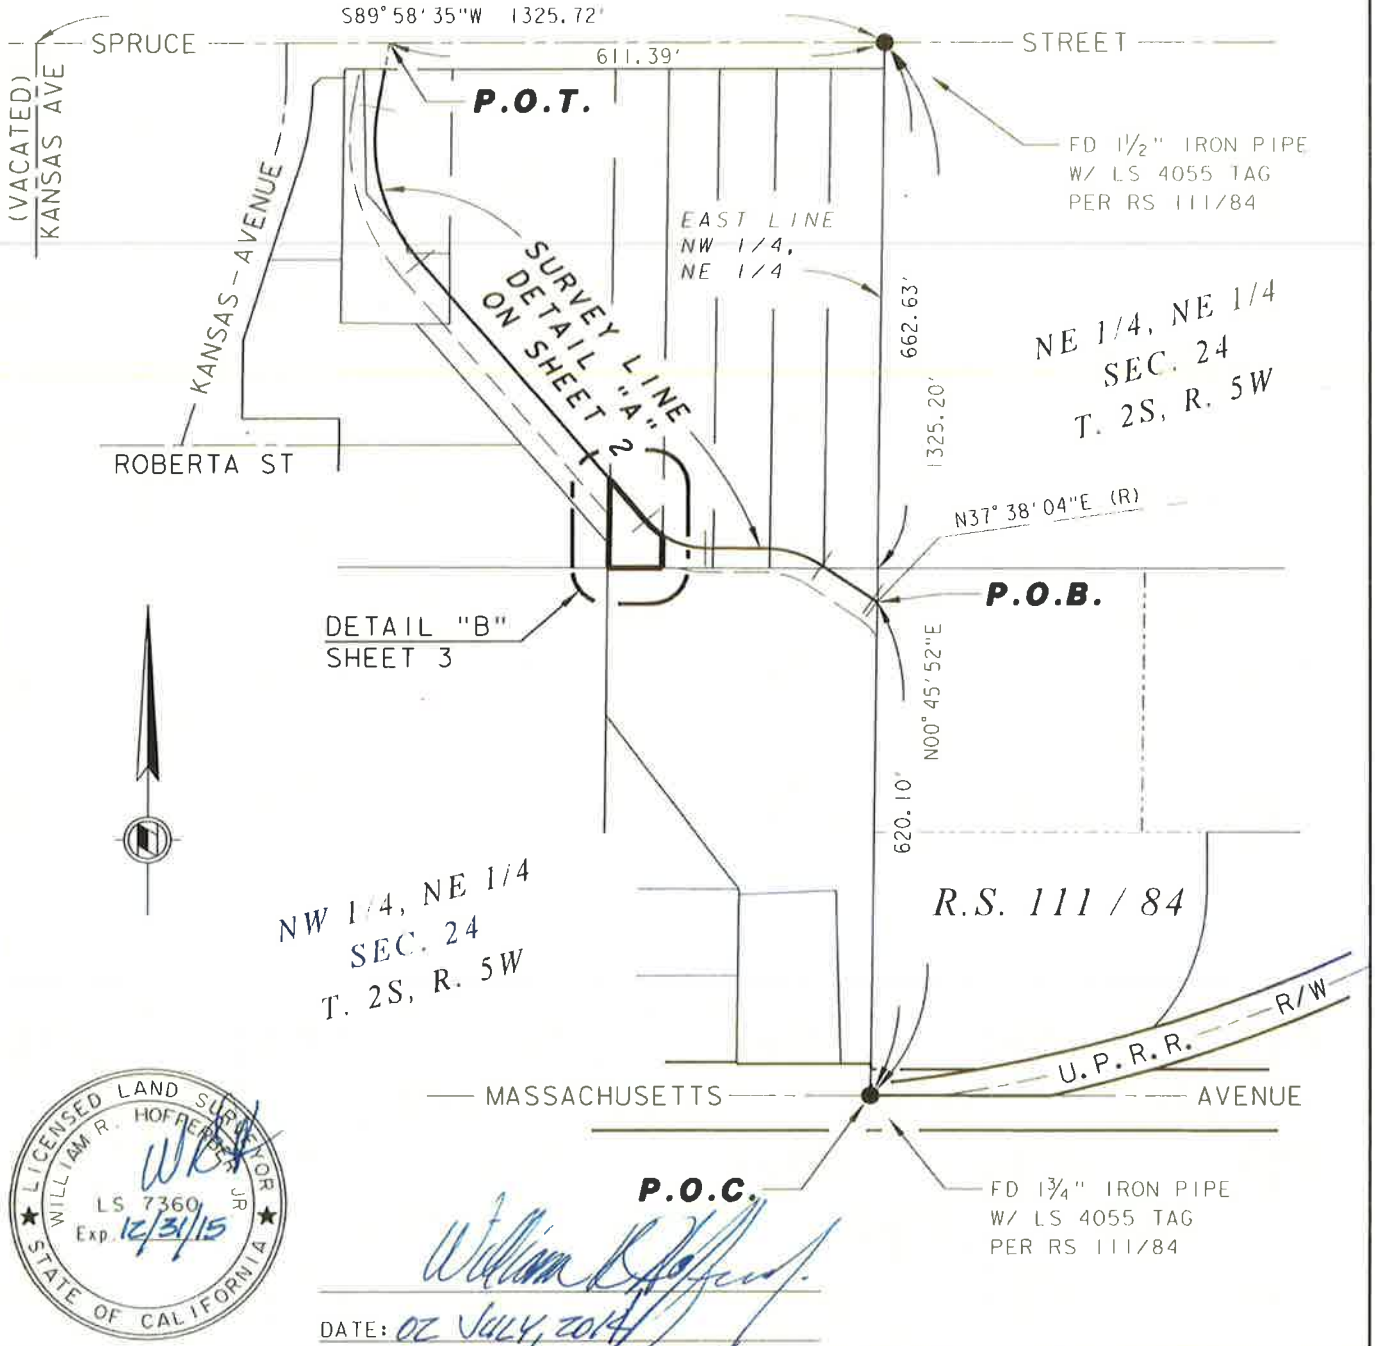 S89°58'35"W 1325.72'
SPRUCE
STREET
611.39'
(VACATED)
KANSAS AVE
P.O.T.
FD 1½" IRON PIPE
W/ LS 4055 TAG
PER RS 111/84
KANSAS-AVENUE
EAST LINE
NW 1/4,
NE 1/4
SURVEY LINE
DETAIL "A"
ON SHEET 2
662.63'
1325.20'
NE 1/4, NE 1/4
SEC. 24
T. 2S, R. 5W
ROBERTA ST
N37°38'04"E (R)
P.O.B.
DETAIL "B"
SHEET 3
N00°45'52"E
620.10'
NW 1/4, NE 1/4
SEC. 24
T. 2S, R. 5W
R.S. 111 / 84
U.P.R.R. R/W
MASSACHUSETTS
AVENUE
P.O.C.
FD 1¾" IRON PIPE
W/ LS 4055 TAG
PER RS 111/84
LICENSED LAND SURVEYOR
WILLIAM R. HOFFERBER JR
LS 7360
Exp. 12/31/15
STATE OF CALIFORNIA
DATE: 02 JULY, 2014